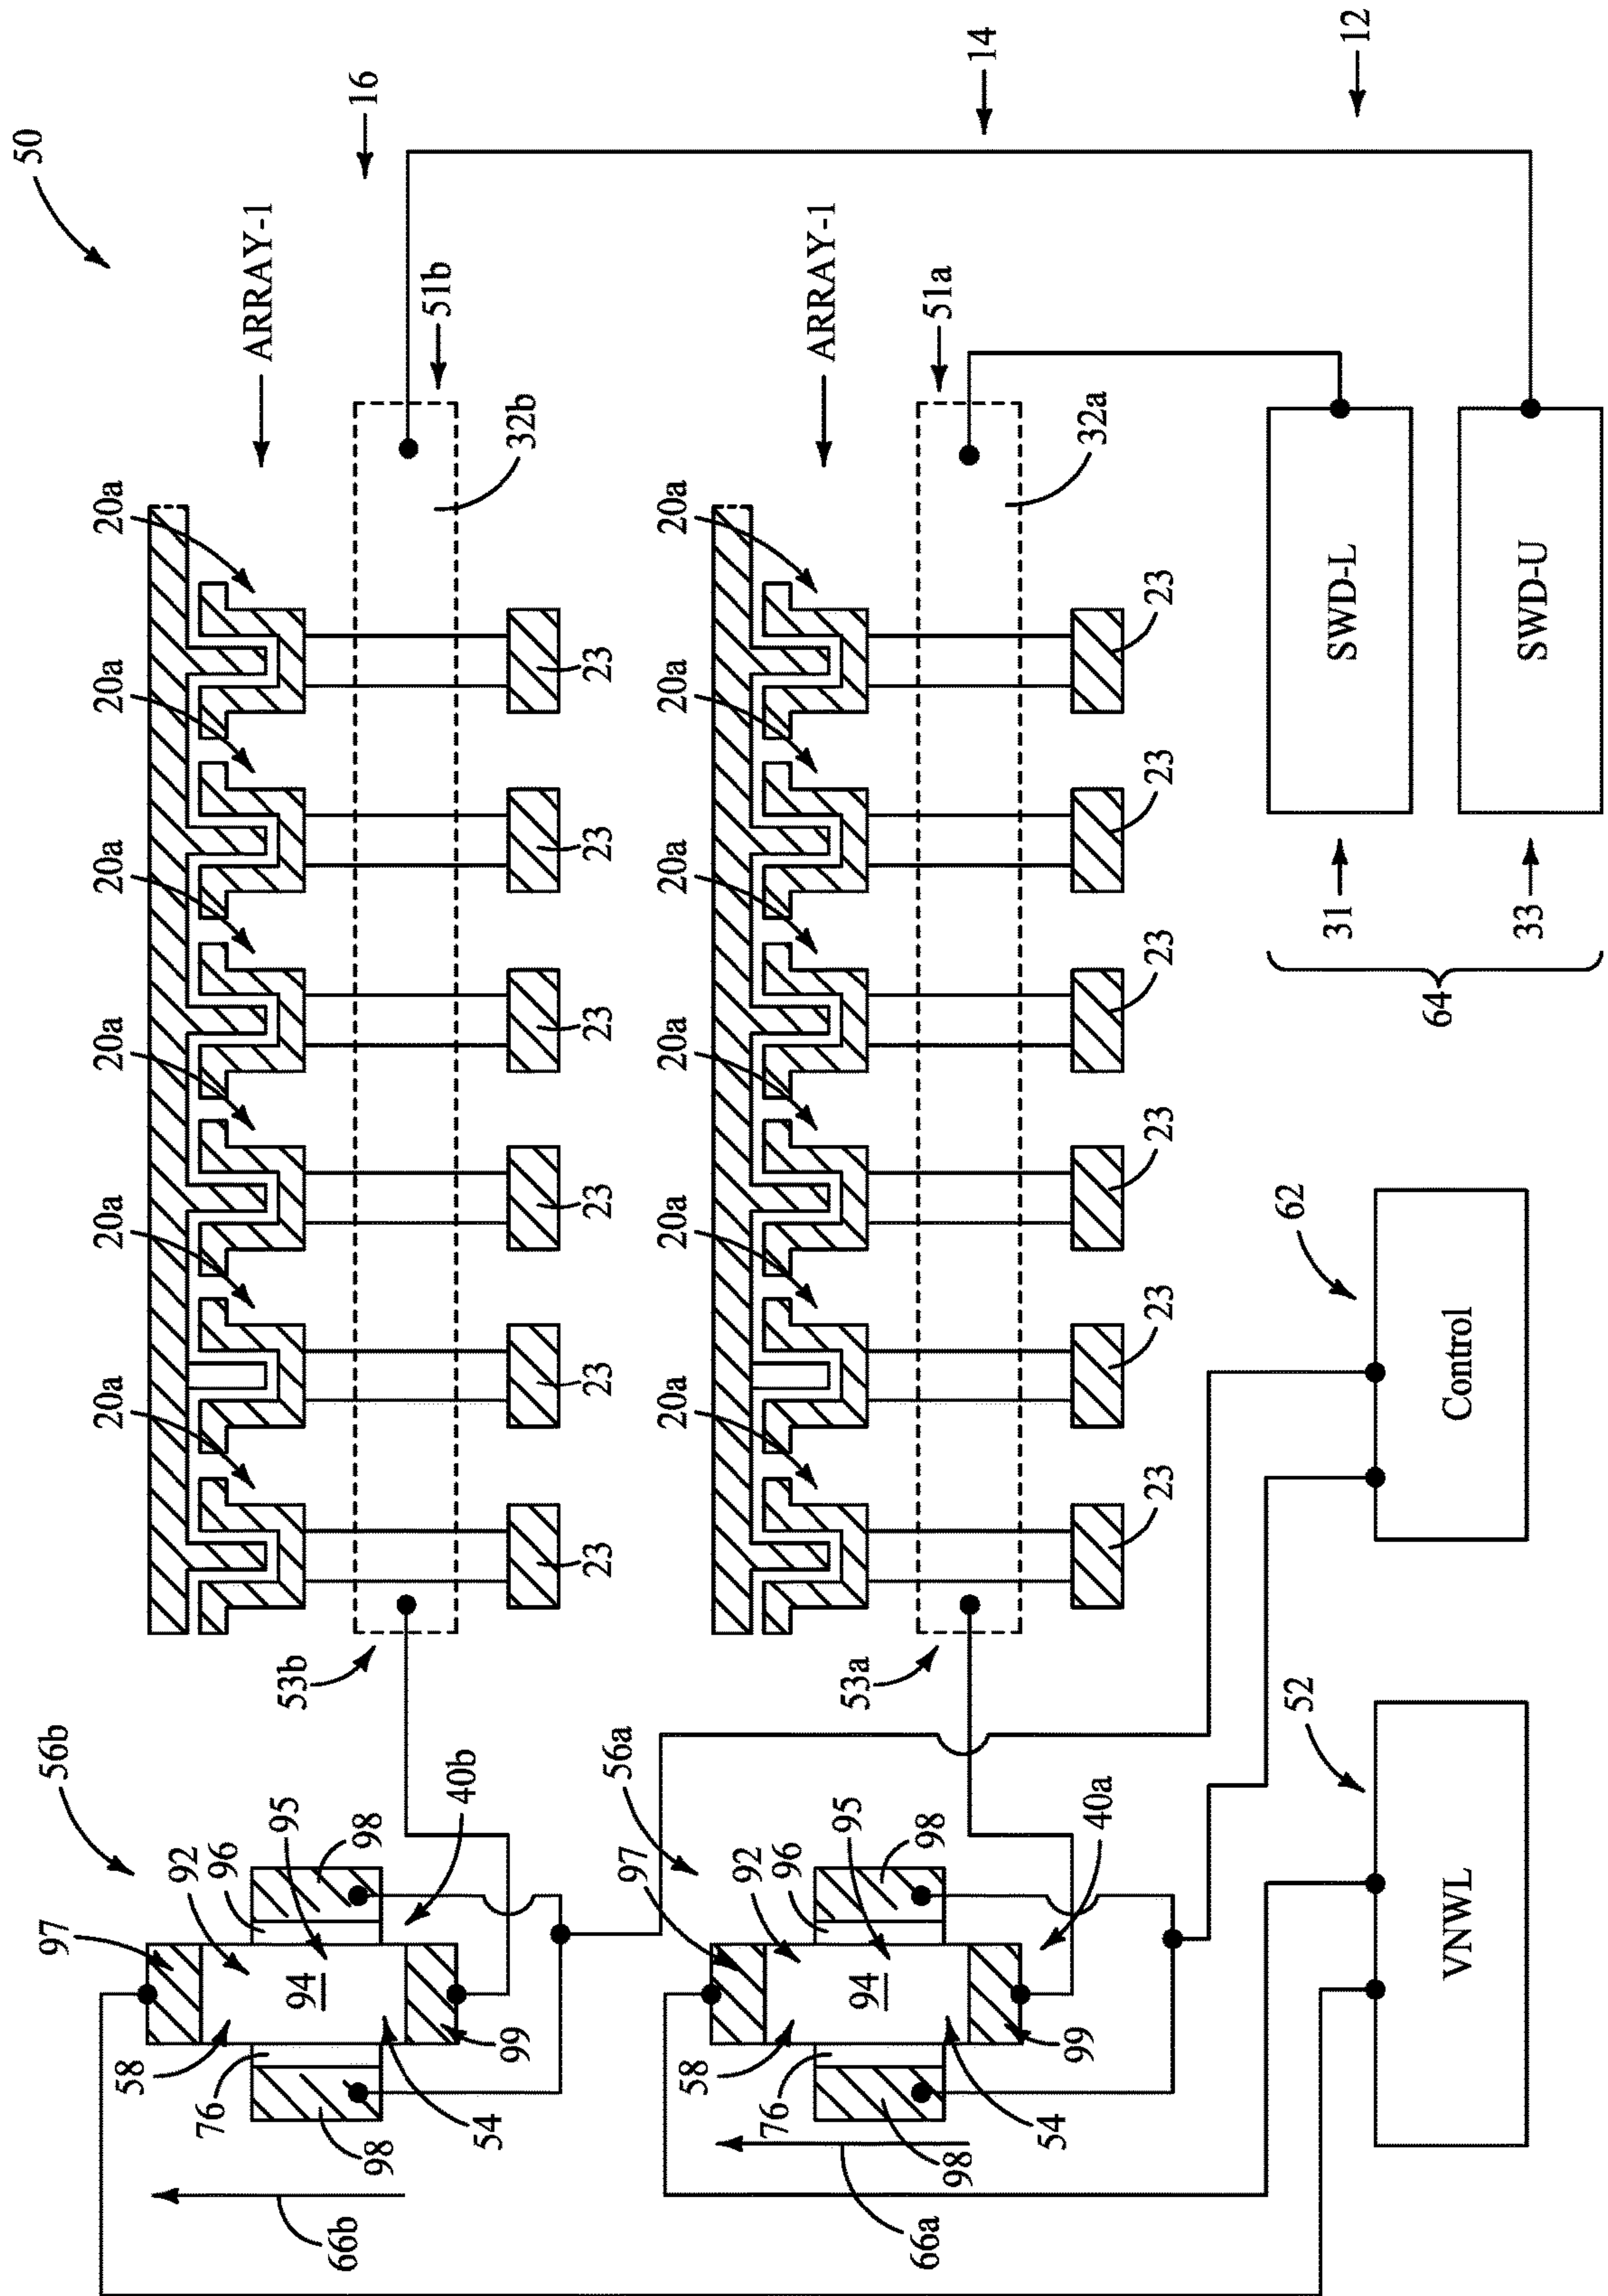 50
16
14
12
ARRAY-1
51b
32b
20a 20a 20a 20a 20a 20a
23 23 23 23 23 23
53b
56b
97
92
96
98
95
40b
58
94
76
98
54
99
66b
ARRAY-1
51a
32a
20a 20a 20a 20a 20a 20a
23 23 23 23 23 23
53a
56a
97
92
96
98
95
40a
58
94
76
98
54
99
66a
52
VNWL
62
Control
64
31
SWD-L
33
SWD-U